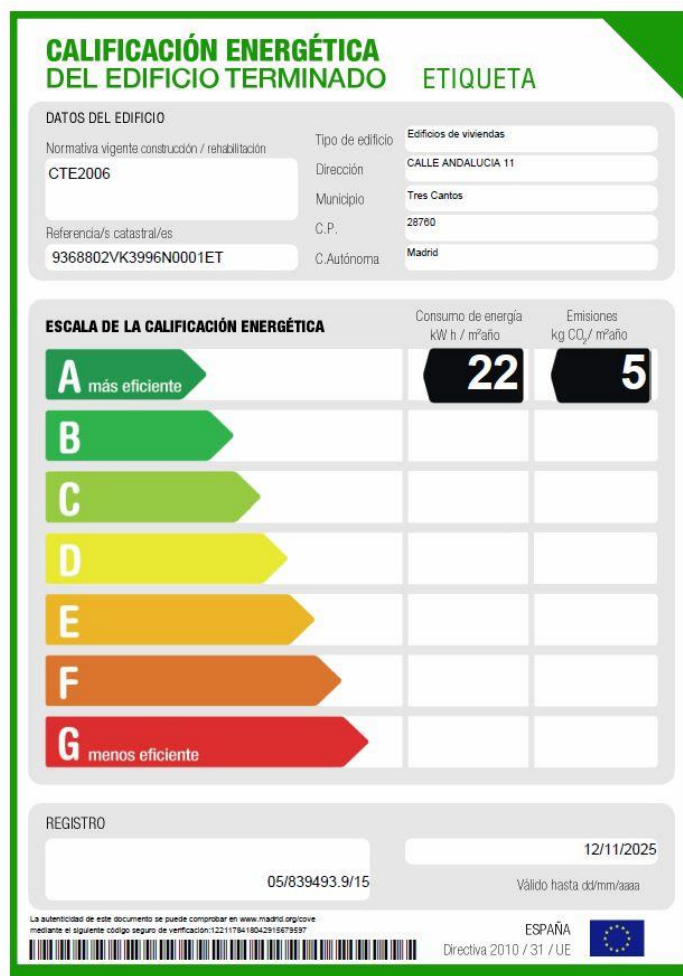 CALIFICACIÓN ENERGÉTICA
DEL EDIFICIO TERMINADO ETIQUETA
DATOS DEL EDIFICIO
Normativa vigente construcción / rehabilitación
CTE2006
Referencia/s catastral/es
9368802VK3996N0001ET
Tipo de edificio Edificios de viviendas
Dirección CALLE ANDALUCIA 11
Municipio Tres Cantos
C.P. 28760
C.Autónoma Madrid
ESCALA DE LA CALIFICACIÓN ENERGÉTICA
Consumo de energía
kW h / m²año
Emisiones
kg CO₂/ m²año
A más eficiente 22 5
B
C
D
E
F
G menos eficiente
REGISTRO
05/839493.9/15
12/11/2025
Válido hasta dd/mm/aaaa
La autenticidad de este documento se puede comprobar en www.madrid.org/cove
mediante el siguiente código seguro de verificación:1221178418042915679597
ESPAÑA
Directiva 2010 / 31 / UE